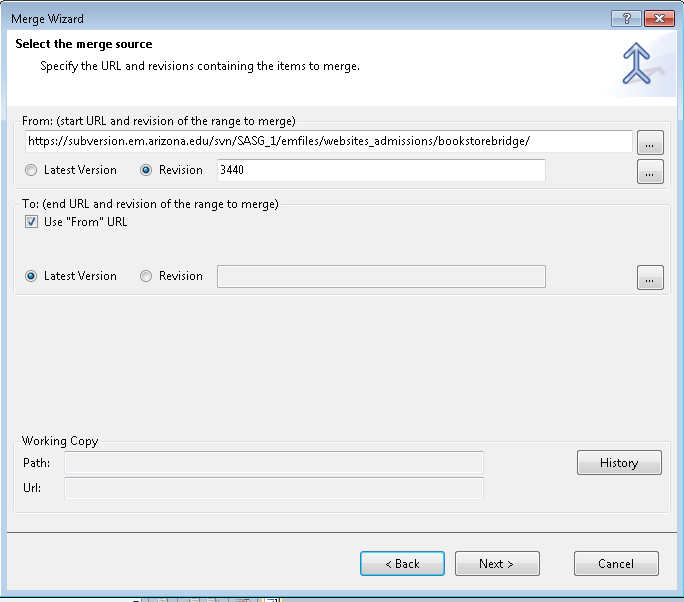 Merge Wizard
?
Select the merge source
Specify the URL and revisions containing the items to merge.
From: (start URL and revision of the range to merge)
https://subversion.em.arizona.edu/svn/SASG_1/emfiles/websites_admissions/bookstorebridge/
...
Latest Version Revision 3440 ...
To: (end URL and revision of the range to merge)
Use "From" URL
Latest Version Revision ...
Working Copy
Path: History
Url:
< Back Next > Cancel